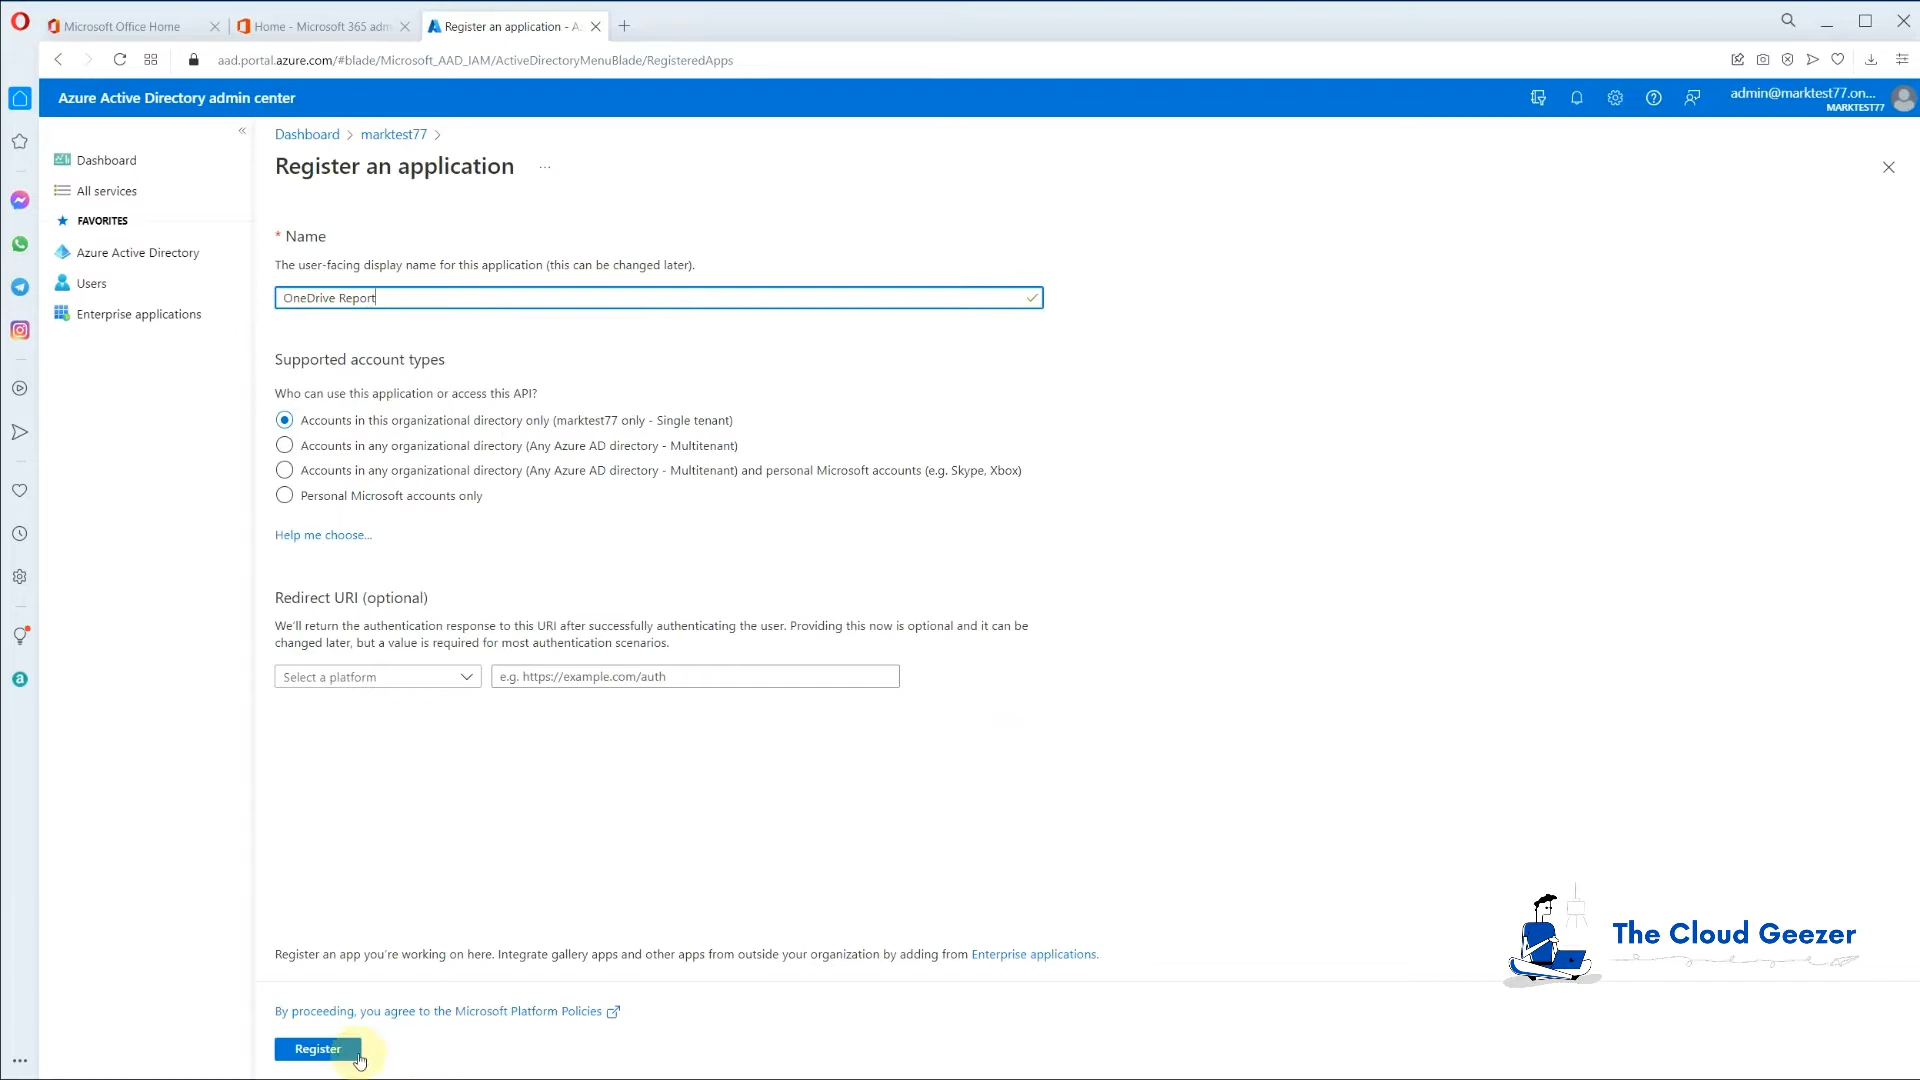 Microsoft Office Home
Home - Microsoft 365 adm
Register an application - A
aad.portal.azure.com/#blade/Microsoft_AAD_IAM/ActiveDirectoryMenuBlade/RegisteredApps
Azure Active Directory admin center
admin@marktest77.on...
MARKTEST77
Dashboard
All services
FAVORITES
Azure Active Directory
Users
Enterprise applications
Dashboard > marktest77 >
Register an application ...
* Name
The user-facing display name for this application (this can be changed later).
OneDrive Report
Supported account types
Who can use this application or access this API?
Accounts in this organizational directory only (marktest77 only - Single tenant)
Accounts in any organizational directory (Any Azure AD directory - Multitenant)
Accounts in any organizational directory (Any Azure AD directory - Multitenant) and personal Microsoft accounts (e.g. Skype, Xbox)
Personal Microsoft accounts only
Help me choose...
Redirect URI (optional)
We'll return the authentication response to this URI after successfully authenticating the user. Providing this now is optional and it can be
changed later, but a value is required for most authentication scenarios.
Select a platform
e.g. https://example.com/auth
The Cloud Geezer
Register an app you're working on here. Integrate gallery apps and other apps from outside your organization by adding from Enterprise applications.
By proceeding, you agree to the Microsoft Platform Policies
Register